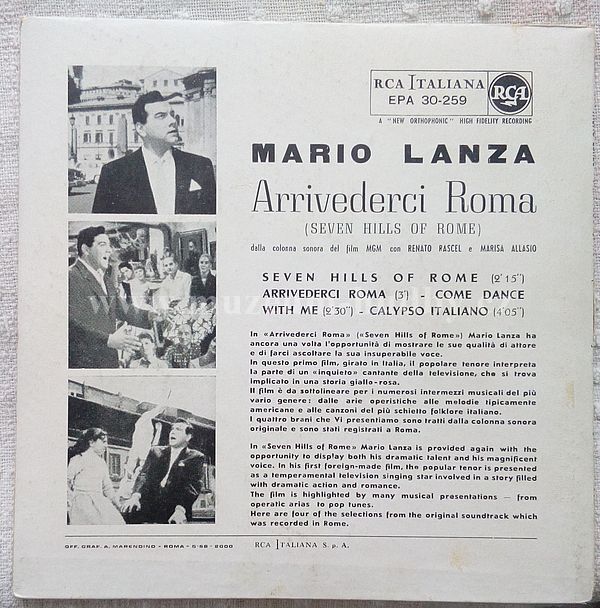 RCA ITALIANA
EPA 30-259
RCA
A "NEW ORTHOPHONIC" HIGH FIDELITY RECORDING
MARIO LANZA
Arrivederci Roma
(SEVEN HILLS OF ROME)
dalla colonna sonora del film MGM con RENATO RASCEL e MARISA ALLASIO
SEVEN HILLS OF ROME (2'15")
ARRIVEDERCI ROMA (3') - COME DANCE
WITH ME (2'30") - CALYPSO ITALIANO (4'05")
In «Arrivederci Roma» («Seven Hills of Rome») Mario Lanza ha
ancora una volta l'opportunità di mostrare le sue qualità di attore
e di farci ascoltare la sua insuperabile voce.
In questo primo film, girato in Italia, il popolare tenore interpreta
la parte di un «inquieto» cantante della televisione, che si trova
implicato in una storia giallo-rosa.
Il film è da sottolineare per i numerosi intermezzi musicali del più
vario genere: dalle arie operistiche alle melodie tipicamente
americane e alle canzoni del più schietto folklore italiano.
I quattro brani che Vi presentiamo sono tratti dalla colonna sonora
originale e sono stati registrati a Roma.
In «Seven Hills of Rome» Mario Lanza is provided again with the
opportunity to display both his dramatic talent and his magnificent
voice. In his first foreign-made film, the popular tenor is presented
as a temperamental television singing star involved in a story filled
with dramatic action and romance.
The film is highlighted by many musical presentations — from
operatic arias to pop tunes.
Here are four of the selections from the original soundtrack which
was recorded in Rome.
OFF. GRAF. A. MARENDINO - ROMA - 5-58 - 2000
RCA ITALIANA S. p. A.